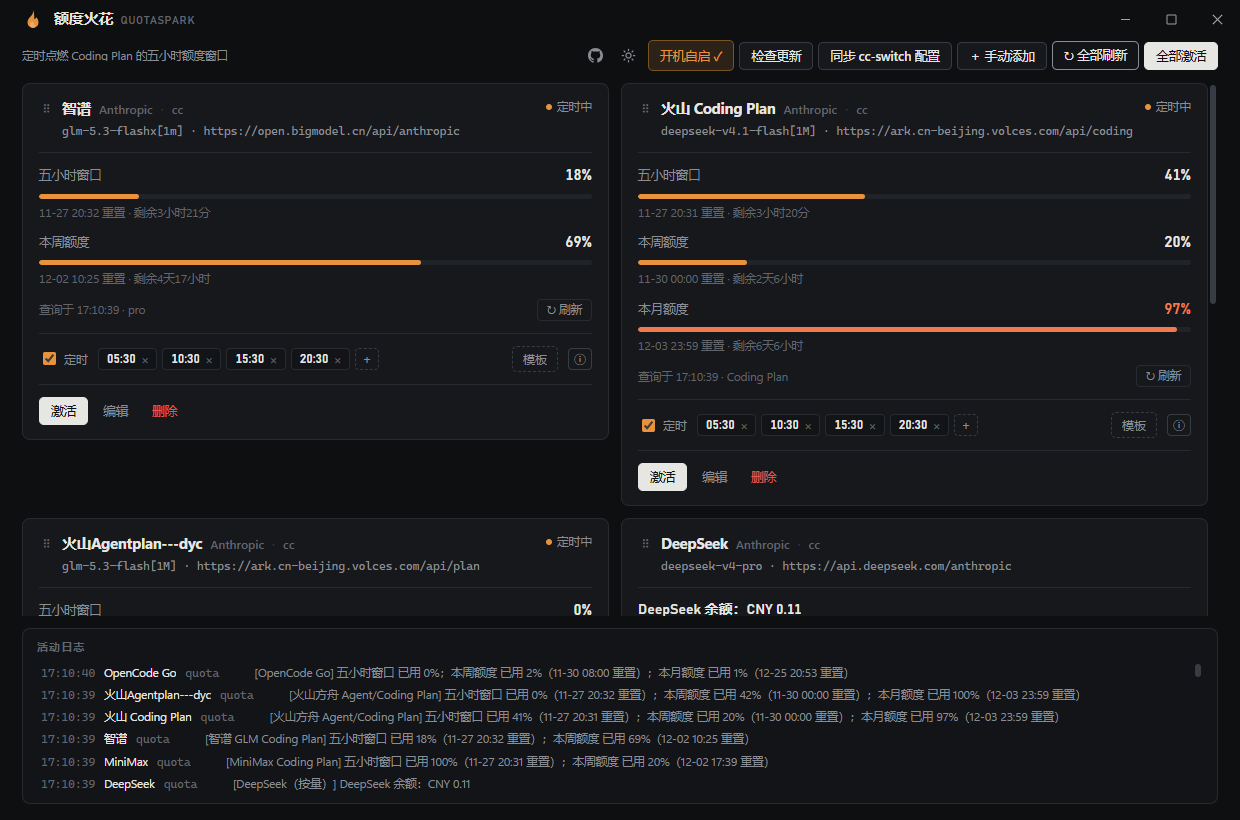 额度火花 QUOTASPARK
定时点燃 Coding Plan 的五小时额度窗口
开机自启 ✓ 检查更新 同步 cc-switch 配置 + 手动添加 ↻ 全部刷新 全部激活
智谱 Anthropic · cc 定时中
glm-5.3-flashx[1m] · https://open.bigmodel.cn/api/anthropic
五小时窗口 18%
11-27 20:32 重置 · 剩余3小时21分
本周额度 69%
12-02 10:25 重置 · 剩余4天17小时
查询于 17:10:39 · pro ↻ 刷新
定时 05:30 × 10:30 × 15:30 × 20:30 × + 模板 ⓘ
激活 编辑 删除
火山 Coding Plan Anthropic · cc 定时中
deepseek-v4.1-flash[1M] · https://ark.cn-beijing.volces.com/api/coding
五小时窗口 41%
11-27 20:31 重置 · 剩余3小时20分
本周额度 20%
11-30 00:00 重置 · 剩余2天6小时
本月额度 97%
12-03 23:59 重置 · 剩余6天6小时
查询于 17:10:39 · Coding Plan ↻ 刷新
定时 05:30 × 10:30 × 15:30 × 20:30 × + 模板 ⓘ
激活 编辑 删除
火山Agentplan---dyc Anthropic · cc 定时中
glm-5.3-flash[1M] · https://ark.cn-beijing.volces.com/api/plan
五小时窗口 0%
DeepSeek Anthropic · cc
deepseek-v4-pro · https://api.deepseek.com/anthropic
DeepSeek 余额： CNY 0.11
活动日志
17:10:40 OpenCode Go quota [OpenCode Go] 五小时窗口 已用 0%；本周额度 已用 2%（11-30 08:00 重置）；本月额度 已用 1%（12-25 20:53 重置）
17:10:39 火山Agentplan---dyc quota [火山方舟 Agent/Coding Plan] 五小时窗口 已用 0%（11-27 20:32 重置）；本周额度 已用 42%（11-30 00:00 重置）；本月额度 已用 100%（12-03 23:59 重置）
17:10:39 火山 Coding Plan quota [火山方舟 Agent/Coding Plan] 五小时窗口 已用 41%（11-27 20:31 重置）；本周额度 已用 20%（11-30 00:00 重置）；本月额度 已用 97%（12-03 23:59 重置）
17:10:39 智谱 quota [智谱 GLM Coding Plan] 五小时窗口 已用 18%（11-27 20:32 重置）；本周额度 已用 69%（12-02 10:25 重置）
17:10:39 MiniMax quota [MiniMax Coding Plan] 五小时窗口 已用 100%（11-27 20:31 重置）；本周额度 已用 20%（12-02 17:39 重置）
17:10:39 DeepSeek quota [DeepSeek（按量）] DeepSeek 余额：CNY 0.11